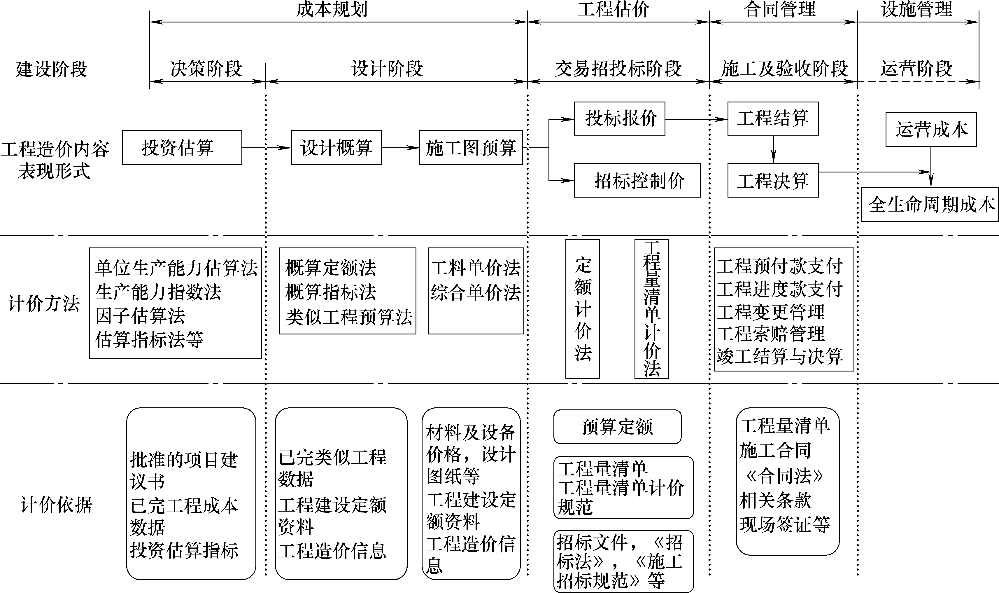 成本规划
工程估价
合同管理
设施管理
建设阶段
决策阶段
设计阶段
交易招投标阶段
施工及验收阶段
运营阶段
工程造价内容
表现形式
投资估算
设计概算
施工图预算
投标报价
招标控制价
工程结算
工程决算
运营成本
全生命周期成本
计价方法
单位生产能力估算法
生产能力指数法
因子估算法
估算指标法等
概算定额法
概算指标法
类似工程预算法
工料单价法
综合单价法
定额计价法
工程量清单计价法
工程预付款支付
工程进度款支付
工程变更管理
工程索赔管理
竣工结算与决算
计价依据
批准的项目建
议书
已完工程成本
数据
投资估算指标
已完类似工程
数据
工程建设定额
资料
工程造价信息
材料及设备
价格，设计
图纸等
工程建设定
额资料
工程造价信
息
预算定额
工程量清单
工程量清单计价
规范
招标文件，《招
标法》，《施工
招标规范》等
工程量清单
施工合同
《合同法》
相关条款
现场签证等